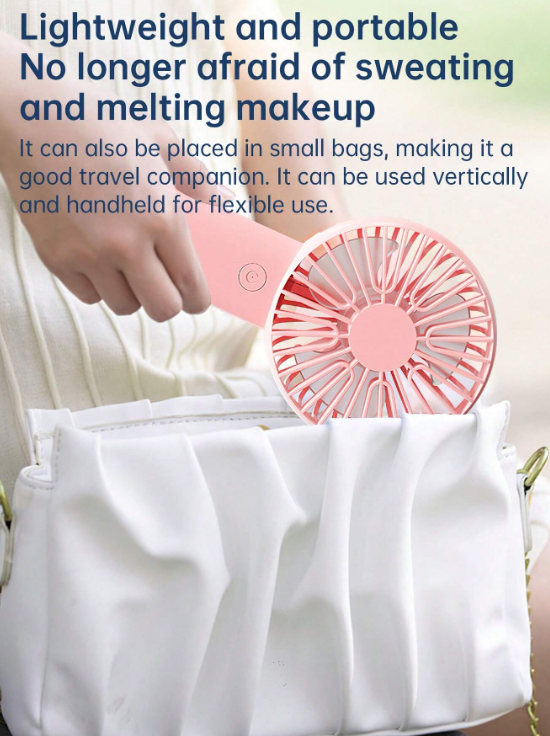 Lightweight and portable
No longer afraid of sweating
and melting makeup
It can also be placed in small bags, making it a
good travel companion. It can be used vertically
and handheld for flexible use.